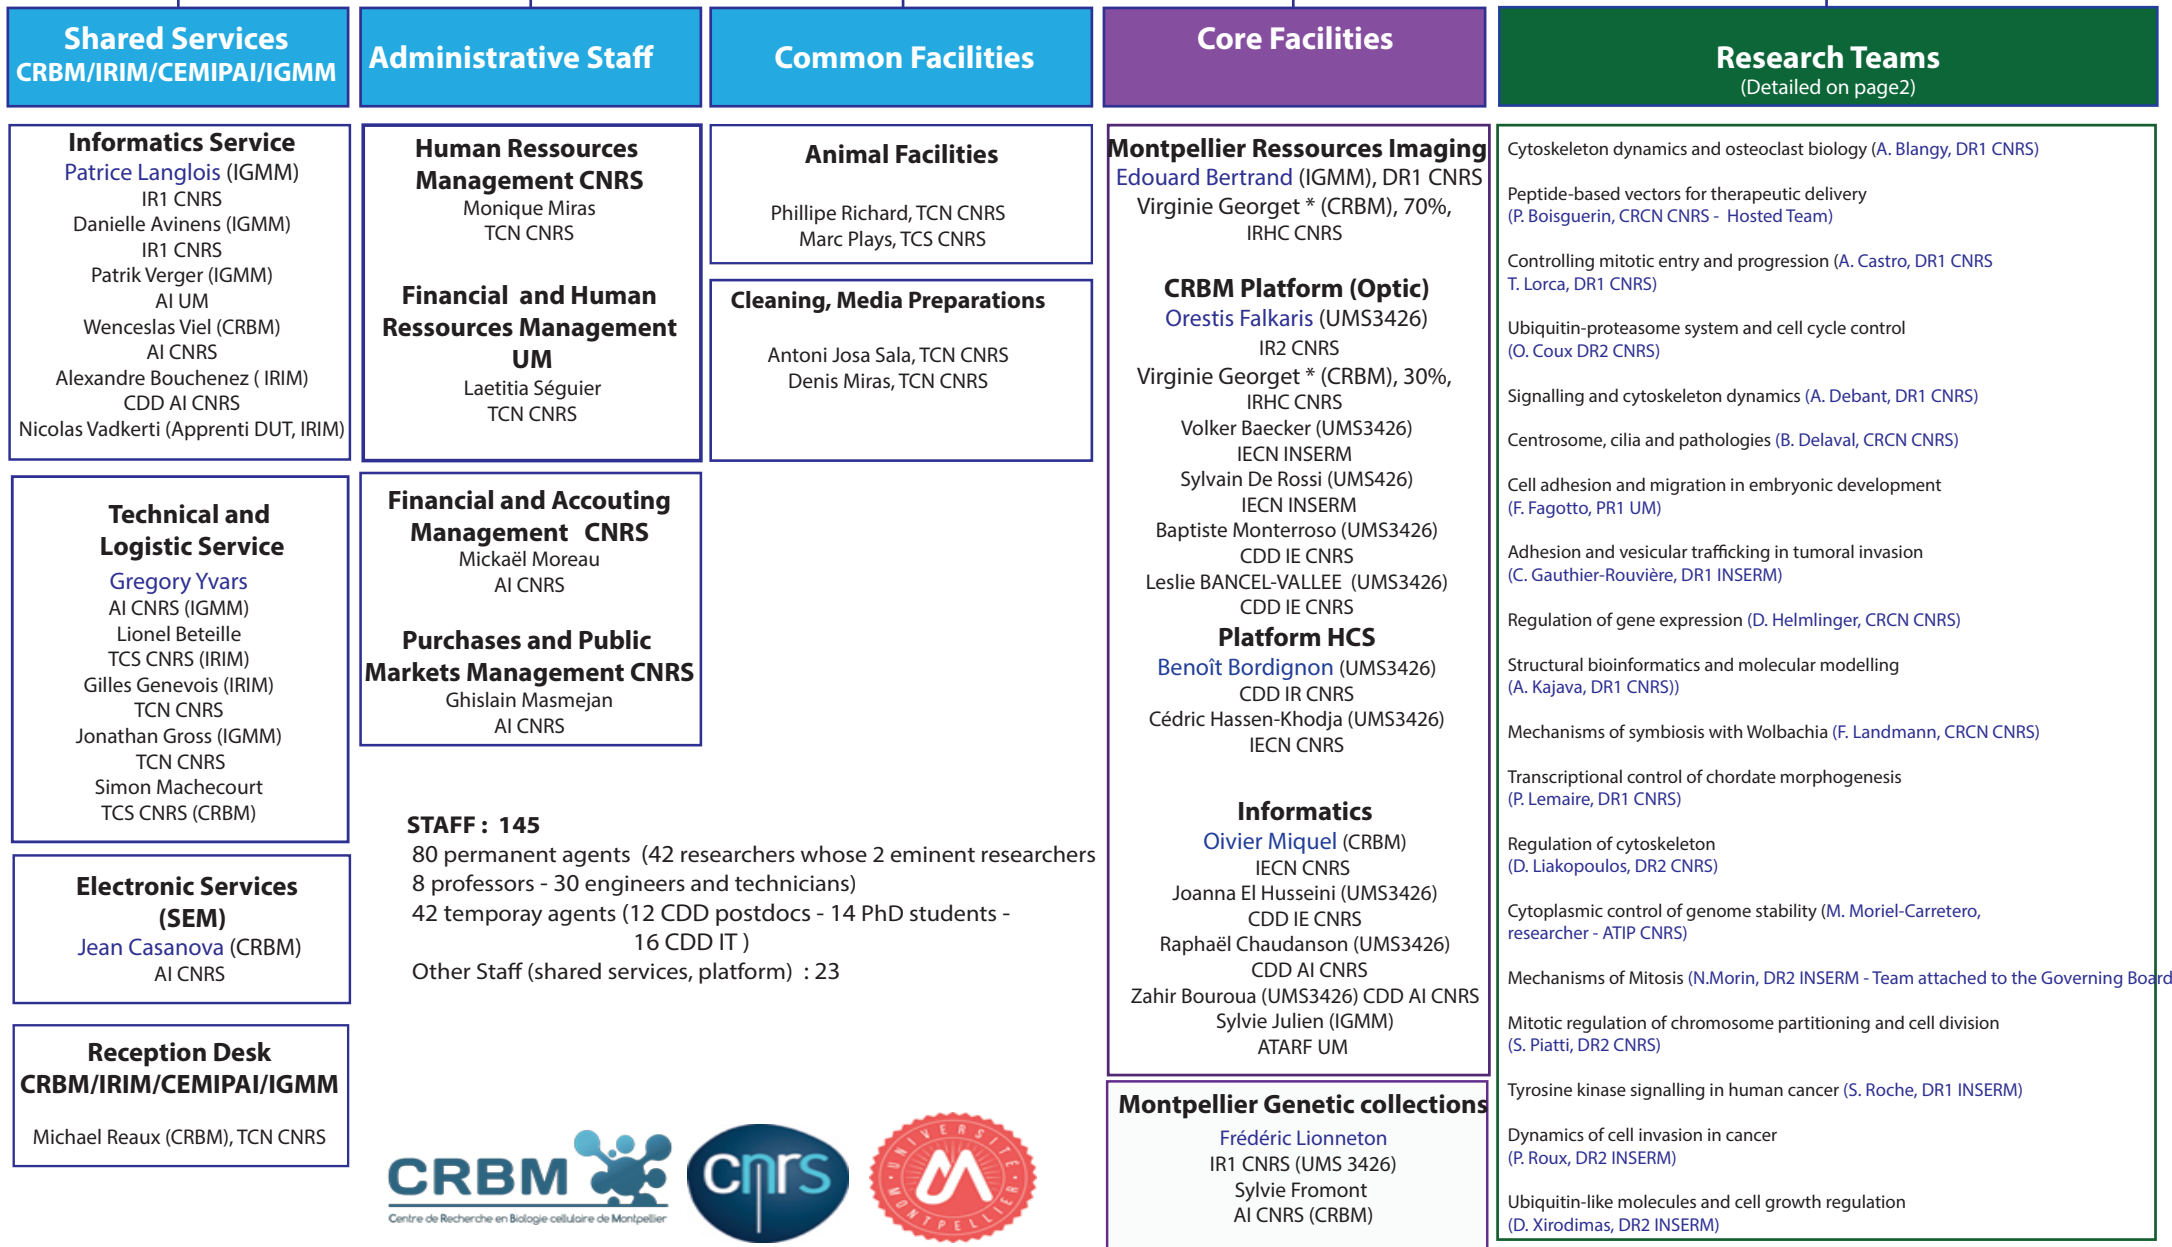 Shared Services
CRBM/IRIM/CEMIPAI/IGMM
Informatics Service
Patrice Langlois (IGMM)
IR1 CNRS
Danielle Avinens (IGMM)
IR1 CNRS
Patrik Verger (IGMM)
AI UM
Wenceslas Viel (CRBM)
AI CNRS
Alexandre Bouchenez ( IRIM)
CDD AI CNRS
Nicolas Vadkerti (Apprenti DUT, IRIM)
Technical and
Logistic Service
Gregory Yvars
AI CNRS (IGMM)
Lionel Beteille
TCS CNRS (IRIM)
Gilles Genevois (IRIM)
TCN CNRS
Jonathan Gross (IGMM)
TCN CNRS
Simon Machecourt
TCS CNRS (CRBM)
Electronic Services
(SEM)
Jean Casanova (CRBM)
AI CNRS
Reception Desk
CRBM/IRIM/CEMIPAI/IGMM
Michael Reaux (CRBM), TCN CNRS
Administrative Staff
Human Ressources
Management CNRS
Monique Miras
TCN CNRS
Financial  and Human
Ressources Management
UM
Laetitia Séguier
TCN CNRS
Financial and Accouting
Management   CNRS
Mickaël Moreau
AI CNRS
Purchases and Public
Markets Management CNRS
Ghislain Masmejan
AI CNRS
Common Facilities
Animal Facilities
Phillipe Richard, TCN CNRS
Marc Plays, TCS CNRS
Cleaning, Media Preparations
Antoni Josa Sala, TCN CNRS
Denis Miras, TCN CNRS
STAFF :  145
80 permanent agents  (42 researchers whose 2 eminent researchers
8 professors - 30 engineers and technicians)
42 temporay agents (12 CDD postdocs - 14 PhD students -
16 CDD IT )
Other Staff (shared services, platform)  : 23
CRBM
Centre de Recherche en Biologie cellulaire de Montpellier
cnrs
UNIVERSITÉ
MONTPELLIER
Core Facilities
Montpellier Ressources Imaging
Edouard Bertrand (IGMM), DR1 CNRS
Virginie Georget * (CRBM), 70%,
IRHC CNRS
CRBM Platform (Optic)
Orestis Falkaris (UMS3426)
IR2 CNRS
Virginie Georget * (CRBM), 30%,
IRHC CNRS
Volker Baecker (UMS3426)
IECN INSERM
Sylvain De Rossi (UMS426)
IECN INSERM
Baptiste Monterroso (UMS3426)
CDD IE CNRS
Leslie BANCEL-VALLEE  (UMS3426)
CDD IE CNRS
Platform HCS
Benoît Bordignon (UMS3426)
CDD IR CNRS
Cédric Hassen-Khodja (UMS3426)
IECN CNRS
Informatics
Oivier Miquel (CRBM)
IECN CNRS
Joanna El Husseini (UMS3426)
CDD IE CNRS
Raphaël Chaudanson (UMS3426)
CDD AI CNRS
Zahir Bouroua (UMS3426) CDD AI CNRS
Sylvie Julien (IGMM)
ATARF UM
Montpellier Genetic collections
Frédéric Lionneton
IR1 CNRS (UMS 3426)
Sylvie Fromont
AI CNRS (CRBM)
Research Teams
(Detailed on page2)
Cytoskeleton dynamics and osteoclast biology (A. Blangy, DR1 CNRS)
Peptide-based vectors for therapeutic delivery
(P. Boisguerin, CRCN CNRS -  Hosted Team)
Controlling mitotic entry and progression (A. Castro, DR1 CNRS
T. Lorca, DR1 CNRS)
Ubiquitin-proteasome system and cell cycle control
(O. Coux DR2 CNRS)
Signalling and cytoskeleton dynamics (A. Debant, DR1 CNRS)
Centrosome, cilia and pathologies (B. Delaval, CRCN CNRS)
Cell adhesion and migration in embryonic development
(F. Fagotto, PR1 UM)
Adhesion and vesicular trafficking in tumoral invasion
(C. Gauthier-Rouvière, DR1 INSERM)
Regulation of gene expression (D. Helmlinger, CRCN CNRS)
Structural bioinformatics and molecular modelling
(A. Kajava, DR1 CNRS))
Mechanisms of symbiosis with Wolbachia (F. Landmann, CRCN CNRS)
Transcriptional control of chordate morphogenesis
(P. Lemaire, DR1 CNRS)
Regulation of cytoskeleton
(D. Liakopoulos, DR2 CNRS)
Cytoplasmic control of genome stability (M. Moriel-Carretero,
researcher - ATIP CNRS)
Mechanisms of Mitosis (N.Morin, DR2 INSERM - Team attached to the Governing Board
Mitotic regulation of chromosome partitioning and cell division
(S. Piatti, DR2 CNRS)
Tyrosine kinase signalling in human cancer (S. Roche, DR1 INSERM)
Dynamics of cell invasion in cancer
(P. Roux, DR2 INSERM)
Ubiquitin-like molecules and cell growth regulation
(D. Xirodimas, DR2 INSERM)